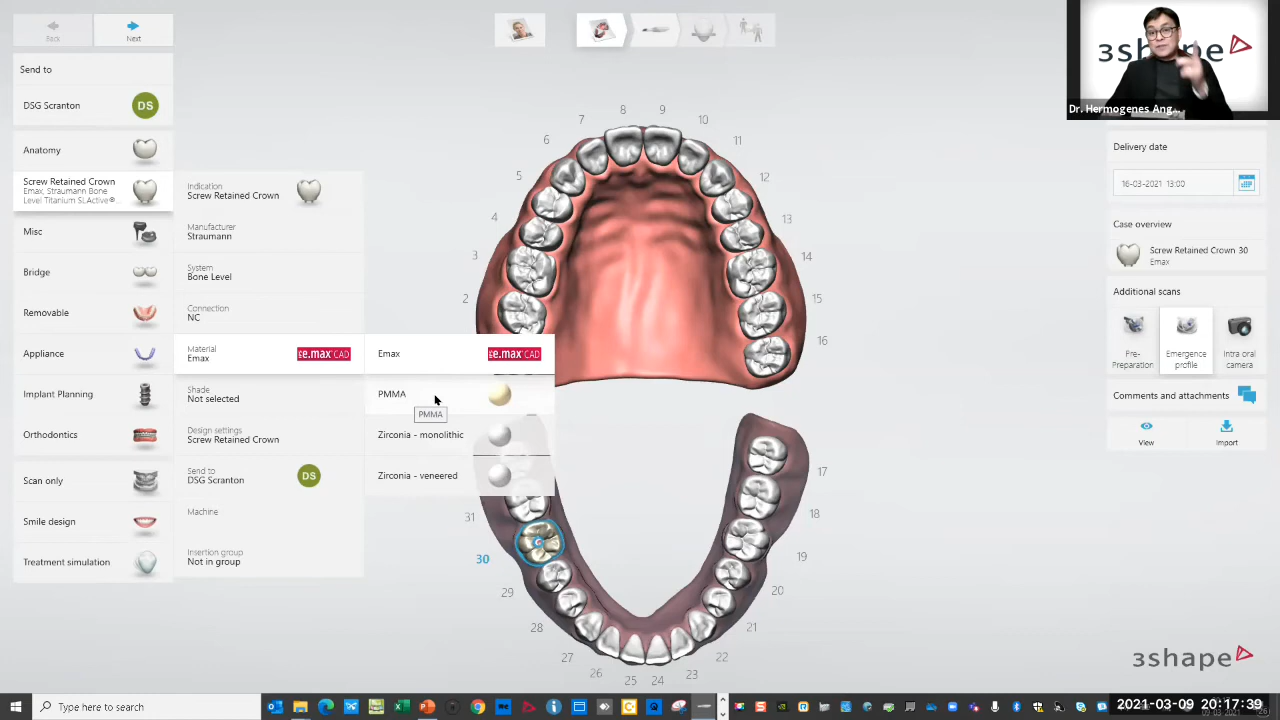 Back
Next
Send to
DSG Scranton
DS
Anatomy
Screw Retained Crown
Emax, Straumann Bone
Level Titanium SLActive®
Misc
Bridge
Removable
Appliance
Implant Planning
Orthodontics
Scan only
Smile design
Treatment simulation
Indication
Screw Retained Crown
Manufacturer
Straumann
System
Bone Level
Connection
NC
Material
Emax
e.max CAD
Shade
Not selected
Design settings
Screw Retained Crown
Send to
DSG Scranton
DS
Machine
Insertion group
Not in group
Emax
e.max CAD
PMMA
PMMA
Zirconia - monolithic
Zirconia - veneered
2
3
4
5
6
7
8
9
10
11
12
13
14
15
16
17
18
19
20
21
22
23
24
25
26
27
28
29
30
31
3shape
Dr. Hermogenes Ang...
Delivery date
16-03-2021 13:00
Case overview
Screw Retained Crown 30
Emax
Additional scans
Pre-
Preparation
Emergence
profile
Intra oral
camera
Comments and attachments
View
Import
3shape
Type here to search
2021-03-09 20:17:39